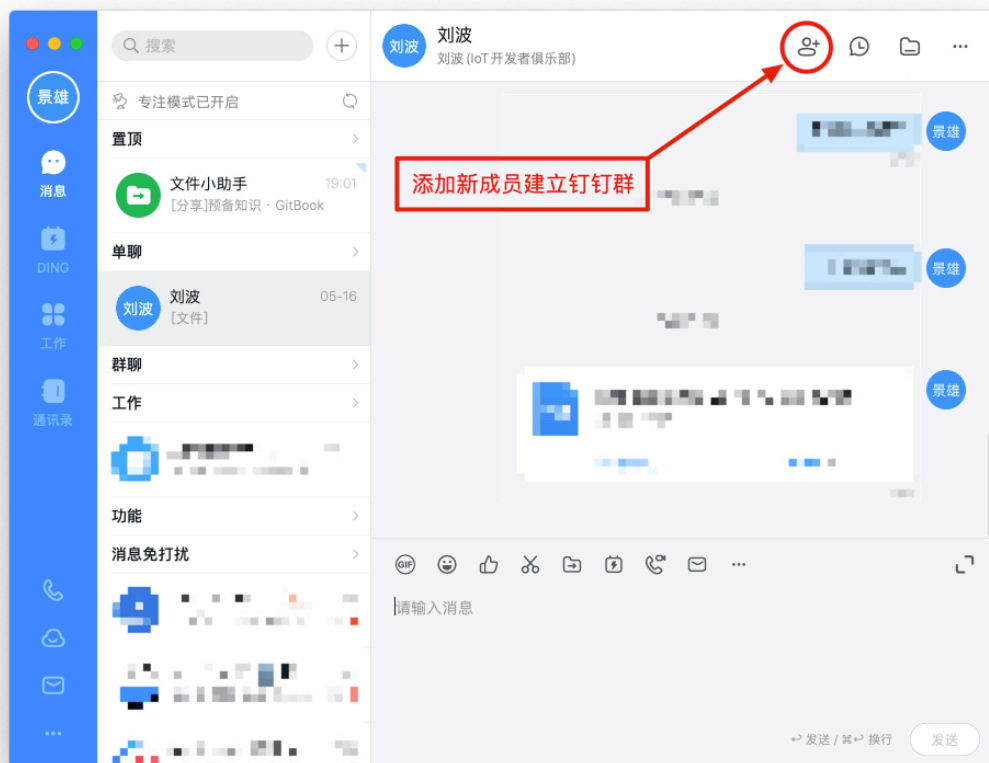 景雄
消息
DING
工作
通讯录
搜索
专注模式已开启
置顶
文件小助手
19:01
[分享]预备知识・GitBook
单聊
刘波
刘波
05-16
[文件]
群聊
工作
功能
消息免打扰
刘波
刘波
刘波 (IoT 开发者俱乐部)
添加新成员建立钉钉群
景雄
景雄
景雄
GIF
请输入消息
↩ 发送 / ⌘↩ 换行
发送